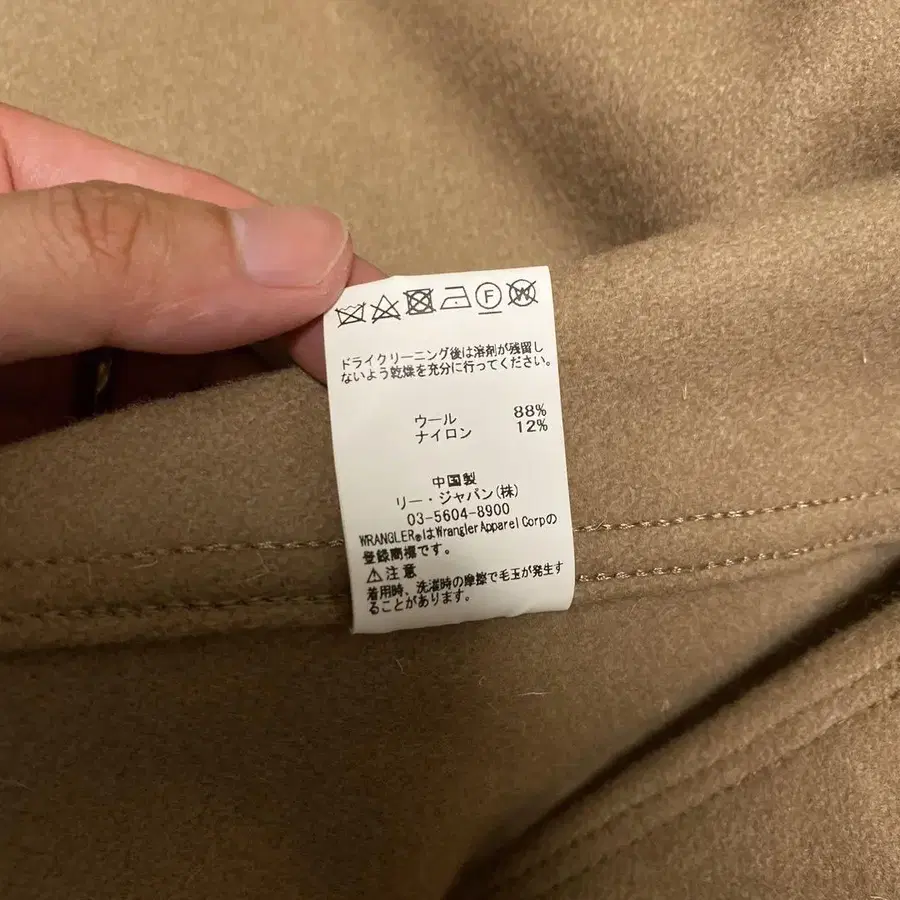 F W
ドライクリーニング後は溶剤が残留し
ないよう乾燥を充分に行ってください。
ウール 88%
ナイロン 12%
中国製
リー・ジャパン(株)
03-5604-8900
WRANGLER®はWrangler Apparel Corpの
登録商標です。
⚠注意
着用時、洗濯時の摩擦で毛玉が発生す
ることがあります。